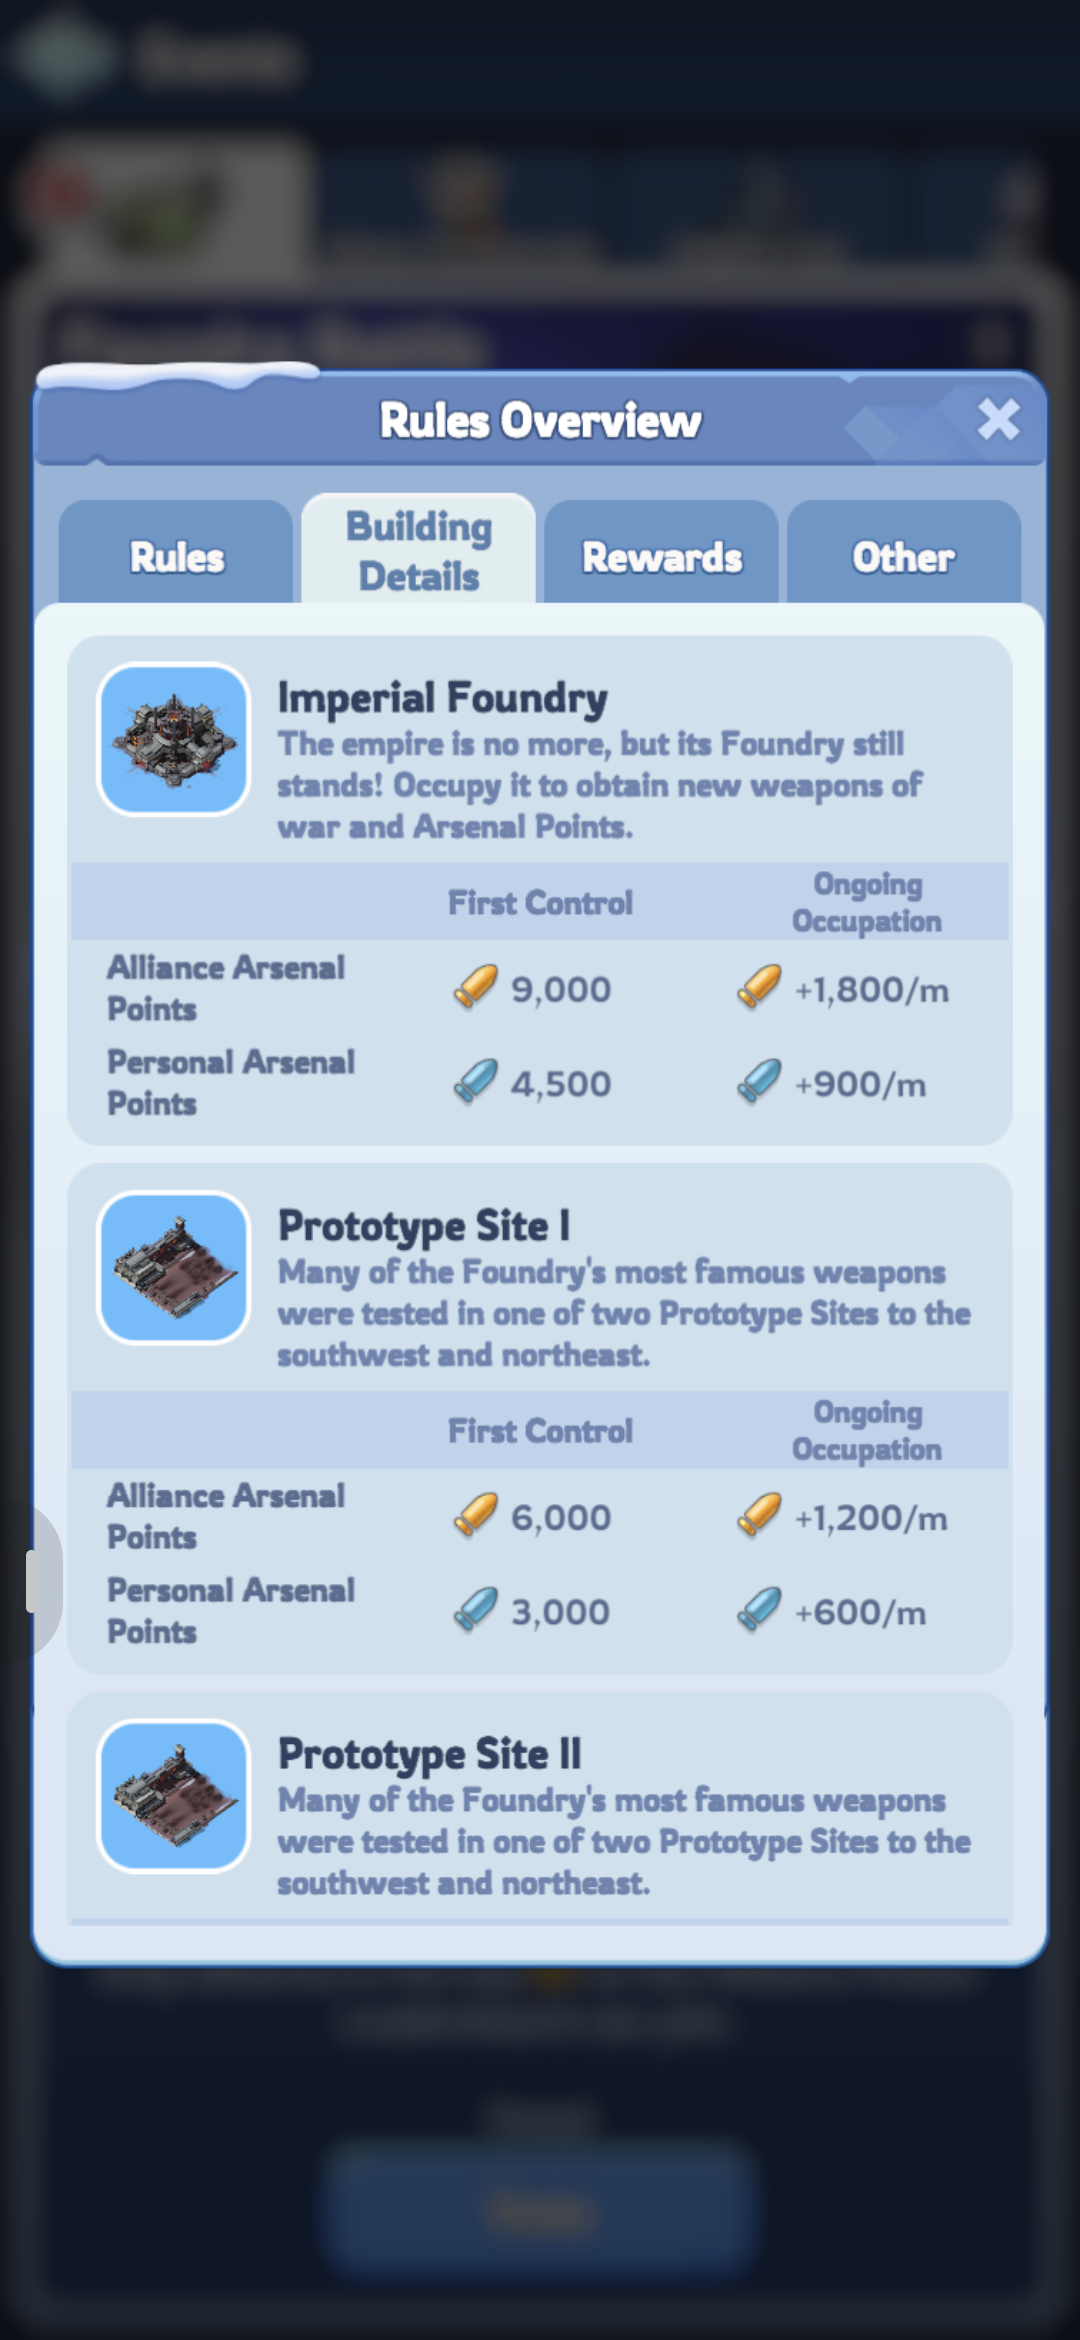 Rules Overview
Rules
Building
Details
Rewards
Other
Imperial Foundry
The empire is no more, but its Foundry still
stands! Occupy it to obtain new weapons of
war and Arsenal Points.
First Control
Ongoing
Occupation
Alliance Arsenal
Points
9,000
+1,800/m
Personal Arsenal
Points
4,500
+900/m
Prototype Site I
Many of the Foundry's most famous weapons
were tested in one of two Prototype Sites to the
southwest and northeast.
First Control
Ongoing
Occupation
Alliance Arsenal
Points
6,000
+1,200/m
Personal Arsenal
Points
3,000
+600/m
Prototype Site II
Many of the Foundry's most famous weapons
were tested in one of two Prototype Sites to the
southwest and northeast.